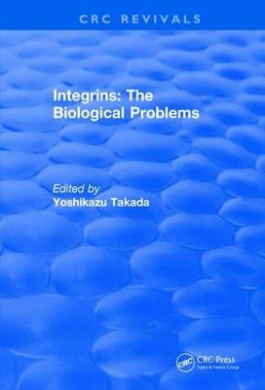 CRC REVIVALS
Integrins: The
Biological Problems
Edited by
Yoshikazu Takada
CRC Press
Taylor & Francis Group